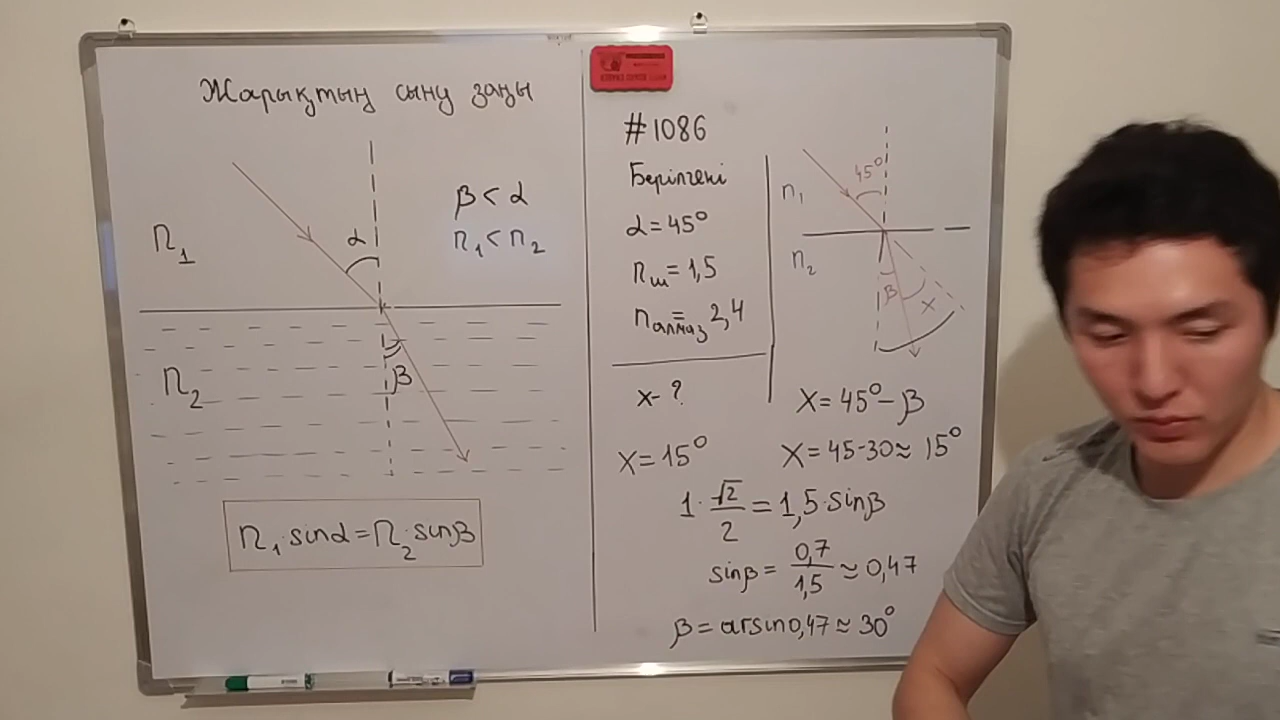 Жарықтың сыну заңы
n₁
α
β < α
n₁ < n₂
n₂
β
n₁ · sinα = n₂ · sinβ
#1086
Берілгені
α = 45°
nш = 1,5
nалмаз = 2,4
x - ?
x = 15°
45°
n₁
n₂
β
x
x = 45° - β
x = 45 - 30 ≈ 15°
1 · √2/2 = 1,5 · sinβ
sinβ = 0,7/1,5 ≈ 0,47
β = arsin0,47 ≈ 30°